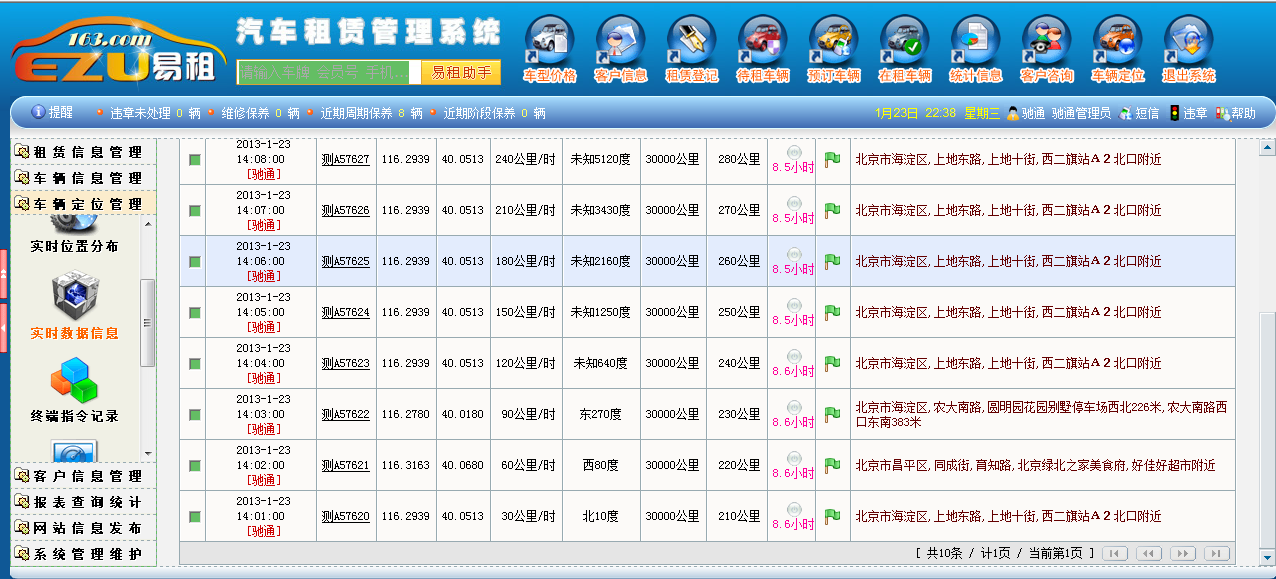 163.com
EZU易租
汽车租赁管理系统
请输入车牌 会员号 手机...
易租助手
车型价格 客户信息 租赁登记 待租车辆 预订车辆 在租车辆 统计信息 客户咨询 车辆定位 退出系统
提醒 违章未处理 0 辆 维修保养 0 辆 近期周期保养 8 辆 近期阶段保养 0 辆 1月23日 22:38 星期三 驰通 驰通管理员 短信 违章 帮助
租赁信息管理
车辆信息管理
车辆定位管理
实时位置分布
实时数据信息
终端指令记录
客户信息管理
报表查询统计
网站信息发布
系统管理维护
2013-1-23
14:08:00
[驰通]
测A57627 116.2939 40.0513 240公里/时 未知5120度 30000公里 280公里 8.5小时 北京市海淀区,上地东路,上地十街,西二旗站A2北口附近
2013-1-23
14:07:00
[驰通]
测A57626 116.2939 40.0513 210公里/时 未知3430度 30000公里 270公里 8.5小时 北京市海淀区,上地东路,上地十街,西二旗站A2北口附近
2013-1-23
14:06:00
[驰通]
测A57625 116.2939 40.0513 180公里/时 未知2160度 30000公里 260公里 8.5小时 北京市海淀区,上地东路,上地十街,西二旗站A2北口附近
2013-1-23
14:05:00
[驰通]
测A57624 116.2939 40.0513 150公里/时 未知1250度 30000公里 250公里 8.5小时 北京市海淀区,上地东路,上地十街,西二旗站A2北口附近
2013-1-23
14:04:00
[驰通]
测A57623 116.2939 40.0513 120公里/时 未知640度 30000公里 240公里 8.6小时 北京市海淀区,上地东路,上地十街,西二旗站A2北口附近
2013-1-23
14:03:00
[驰通]
测A57622 116.2780 40.0180 90公里/时 东270度 30000公里 230公里 8.6小时 北京市海淀区,农大南路,圆明园花园别墅停车场西北226米,农大南路西
口东南383米
2013-1-23
14:02:00
[驰通]
测A57621 116.3163 40.0680 60公里/时 西80度 30000公里 220公里 8.6小时 北京市昌平区,同成街,育知路,北京绿北之家美食府,好佳好超市附近
2013-1-23
14:01:00
[驰通]
测A57620 116.2939 40.0513 30公里/时 北10度 30000公里 210公里 8.6小时 北京市海淀区,上地东路,上地十街,西二旗站A2北口附近
[ 共10条 / 计1页 / 当前第1页 ]